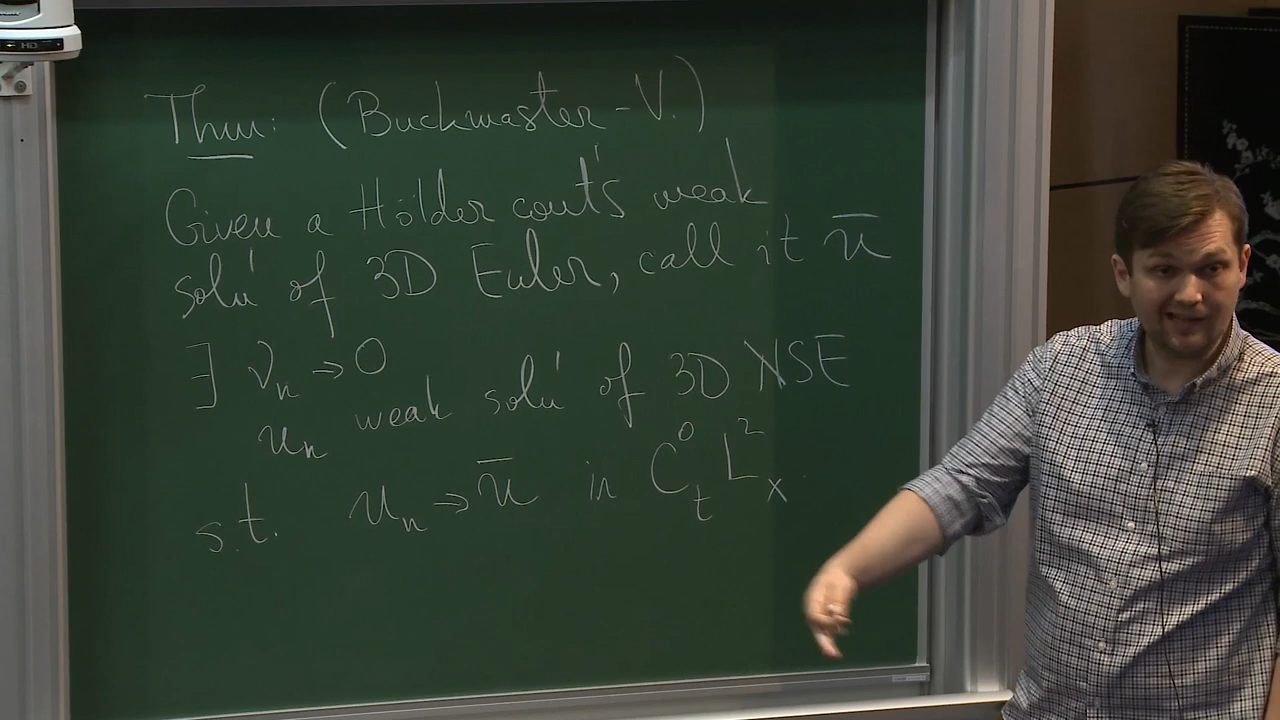 Thm: (Buckmaster - V.)
Given a Hölder cont's weak
sol'n of 3D Euler, call it ū
∃ νₙ → 0
uₙ weak sol'n of 3D NSE
s.t. uₙ → ū in C⁰ₜ L²ₓ
HD